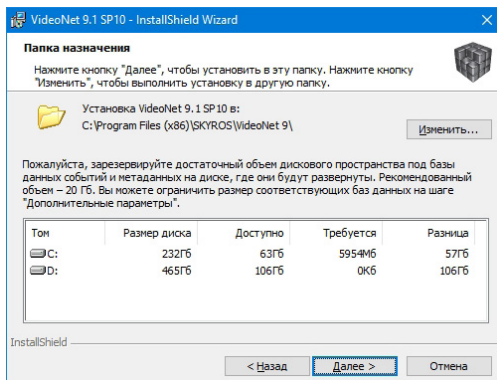 VideoNet 9.1 SP10 - InstallShield Wizard
Папка назначения
Нажмите кнопку "Далее", чтобы установить в эту папку. Нажмите кнопку
"Изменить", чтобы выполнить установку в другую папку.
Установка VideoNet 9.1 SP10 в:
C:\Program Files (x86)\SKYROS\VideoNet 9\
Изменить...
Пожалуйста, зарезервируйте достаточный объем дискового пространства под базы
данных событий и метаданных на диске, где они будут развернуты. Рекомендованный
объем – 20 Гб. Вы можете ограничить размер соответствующих баз данных на шаге
"Дополнительные параметры".
Том Размер диска Доступно Требуется Разница
C: 232Гб 63Гб 5954Мб 57Гб
D: 465Гб 106Гб 0Кб 106Гб
InstallShield
< Назад Далее > Отмена